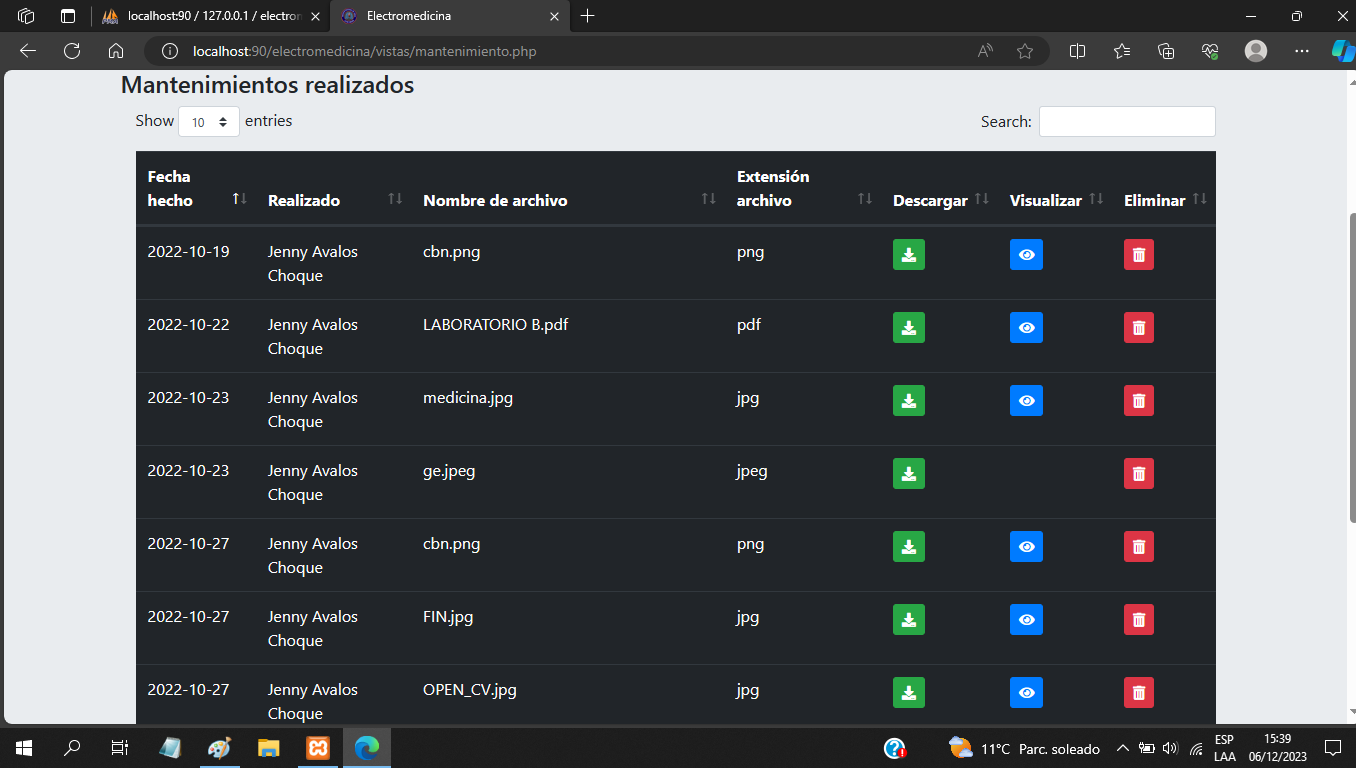 localhost:90 / 127.0.0.1 / electron
Electromedicina
localhost:90/electromedicina/vistas/mantenimiento.php
Mantenimientos realizados
Show 10 entries
Search:
Fecha hecho Realizado Nombre de archivo Extensión archivo Descargar Visualizar Eliminar
2022-10-19 Jenny Avalos Choque cbn.png png
2022-10-22 Jenny Avalos Choque LABORATORIO B.pdf pdf
2022-10-23 Jenny Avalos Choque medicina.jpg jpg
2022-10-23 Jenny Avalos Choque ge.jpeg jpeg
2022-10-27 Jenny Avalos Choque cbn.png png
2022-10-27 Jenny Avalos Choque FIN.jpg jpg
2022-10-27 Jenny Avalos Choque OPEN_CV.jpg jpg
11°C Parc. soleado
ESP
LAA
15:39
06/12/2023